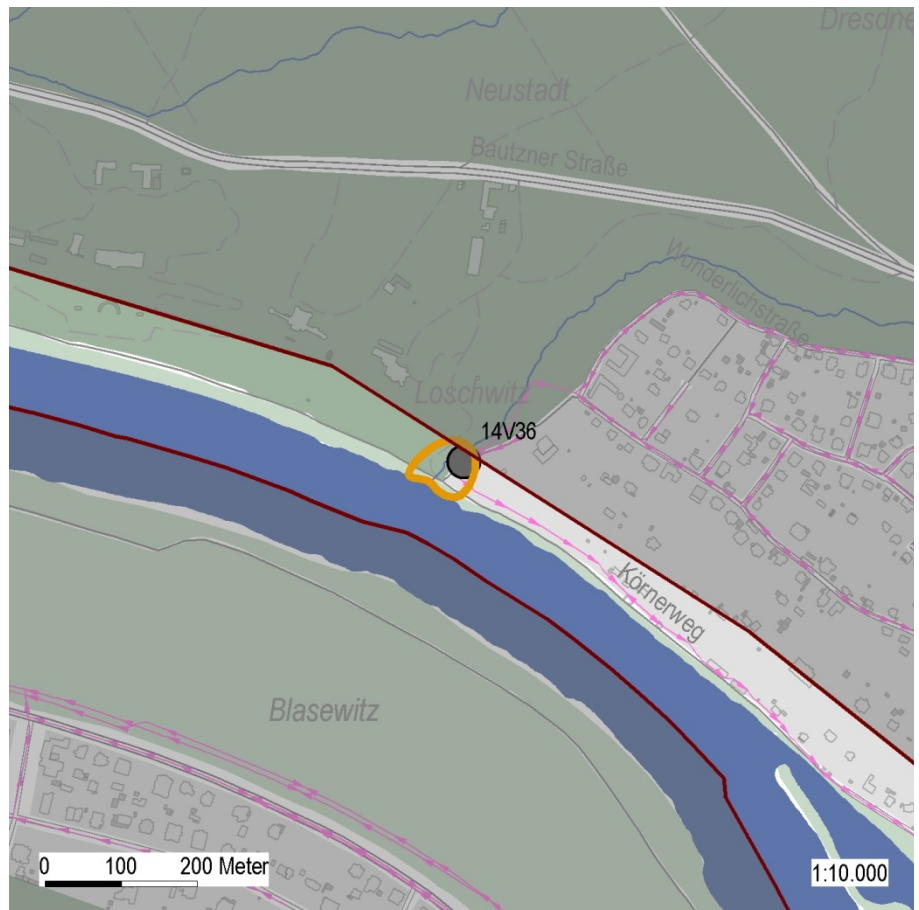 Dresdne
Neustadt
Bautzner Straße
Wunderlichstraße
Loschwitz
14V36
Körnerweg
Blasewitz
0 100 200 Meter
1:10.000